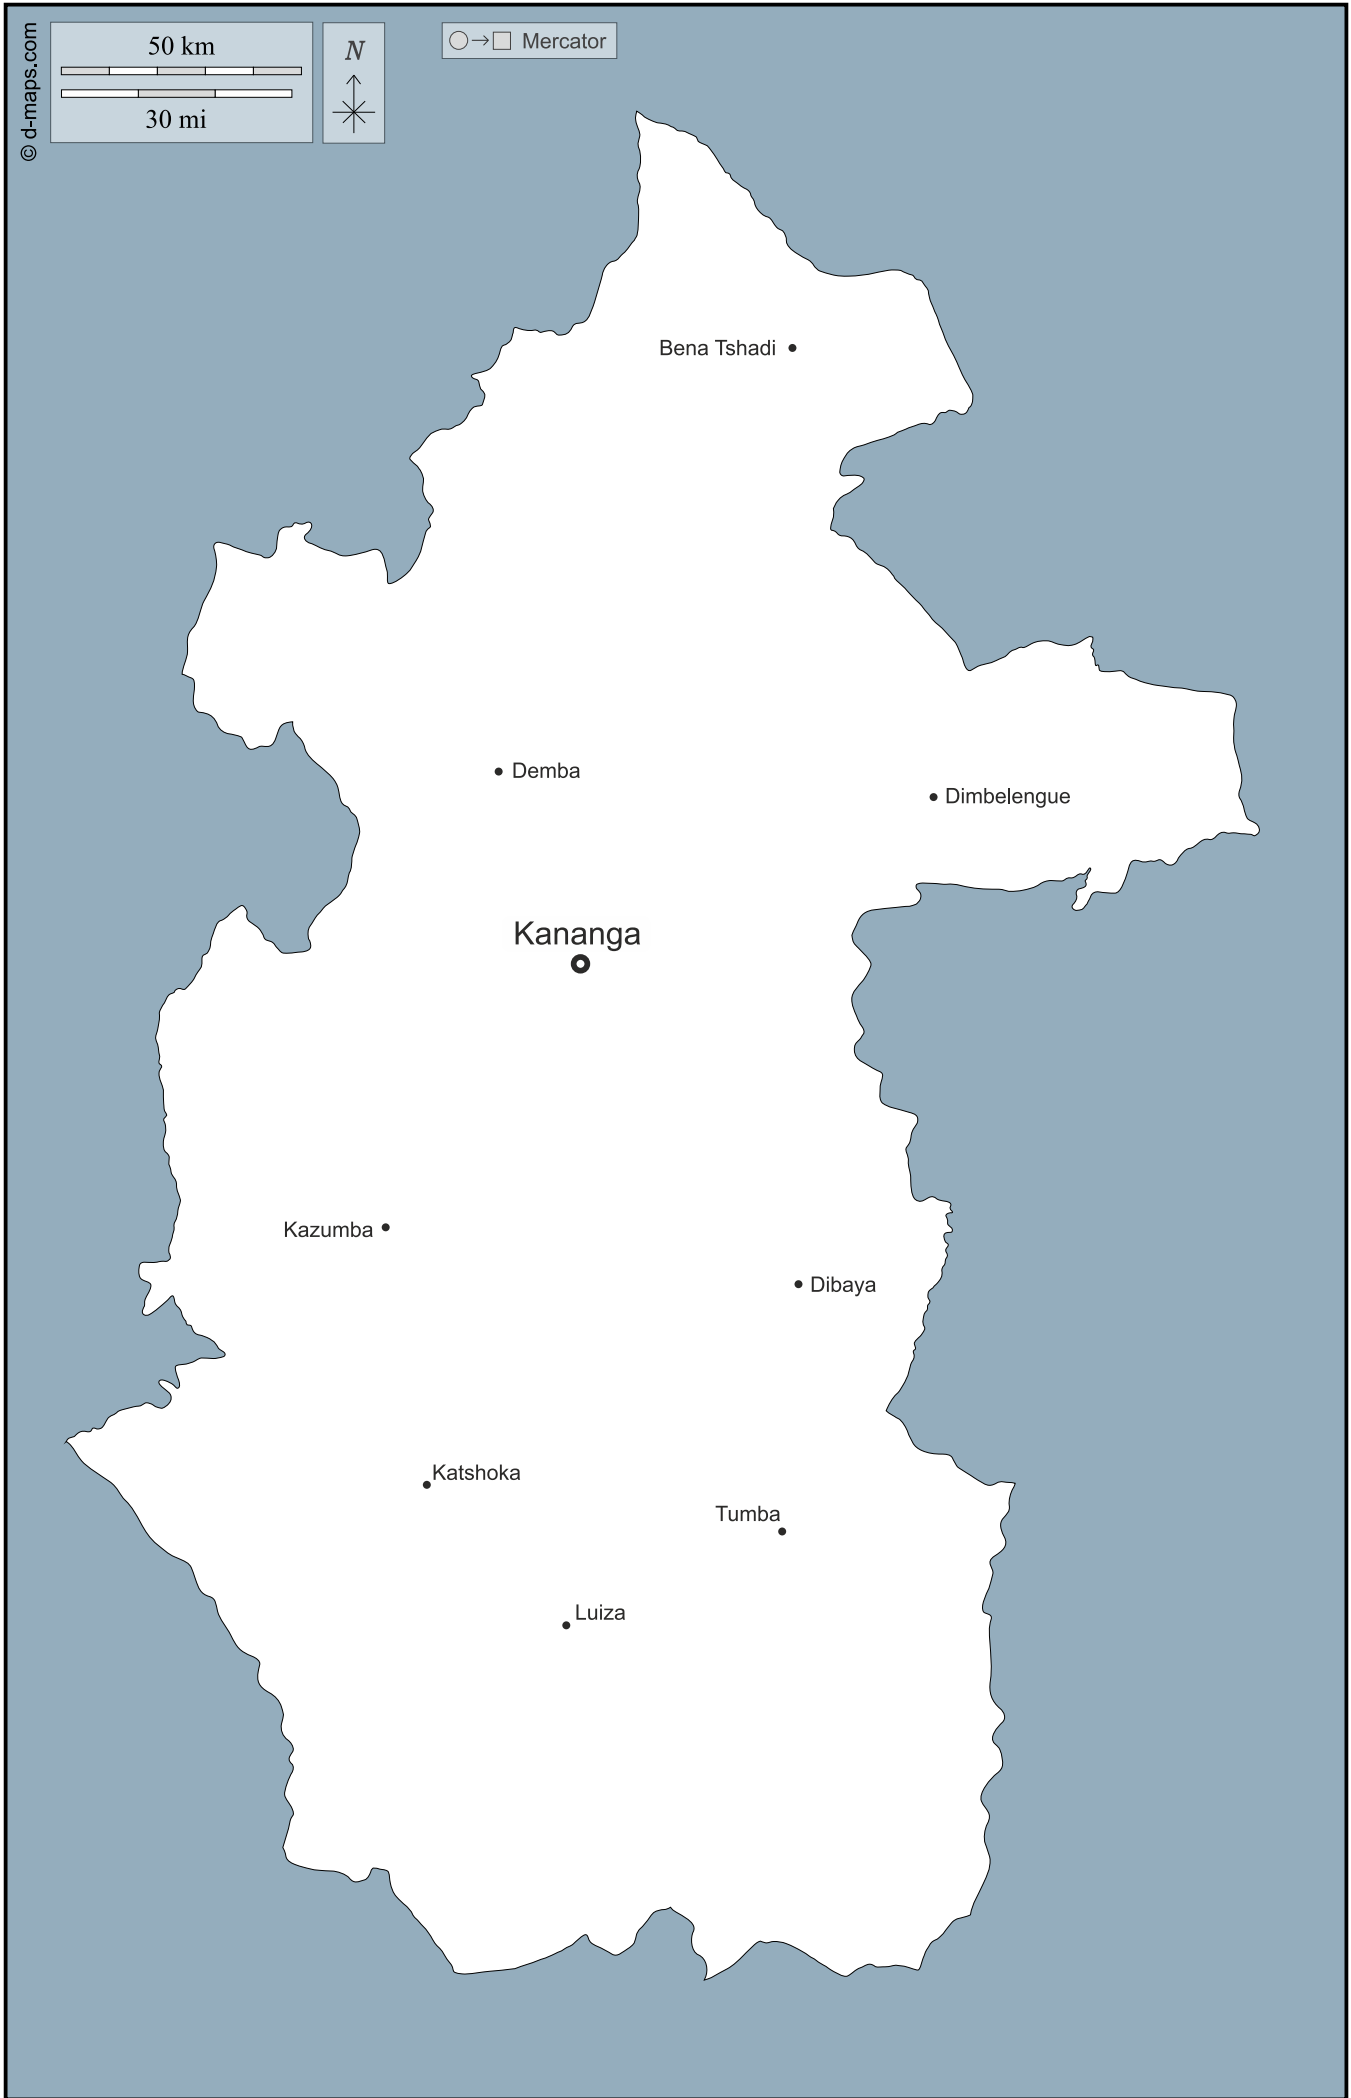 © d-maps.com
50 km
30 mi
N
Mercator
Bena Tshadi
Demba
Dimbelengue
Kananga
Kazumba
Dibaya
Katshoka
Tumba
Luiza